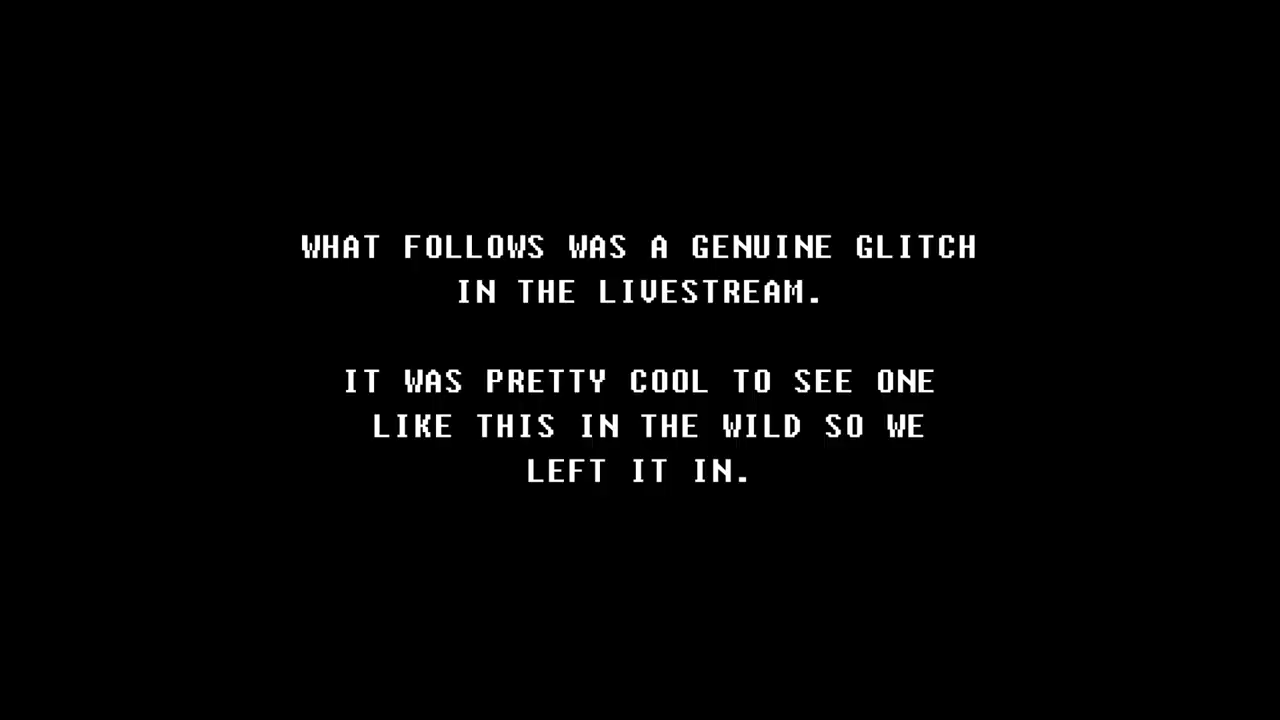 WHAT FOLLOWS WAS A GENUINE GLITCH
IN THE LIVESTREAM.
IT WAS PRETTY COOL TO SEE ONE
LIKE THIS IN THE WILD SO WE
LEFT IT IN.